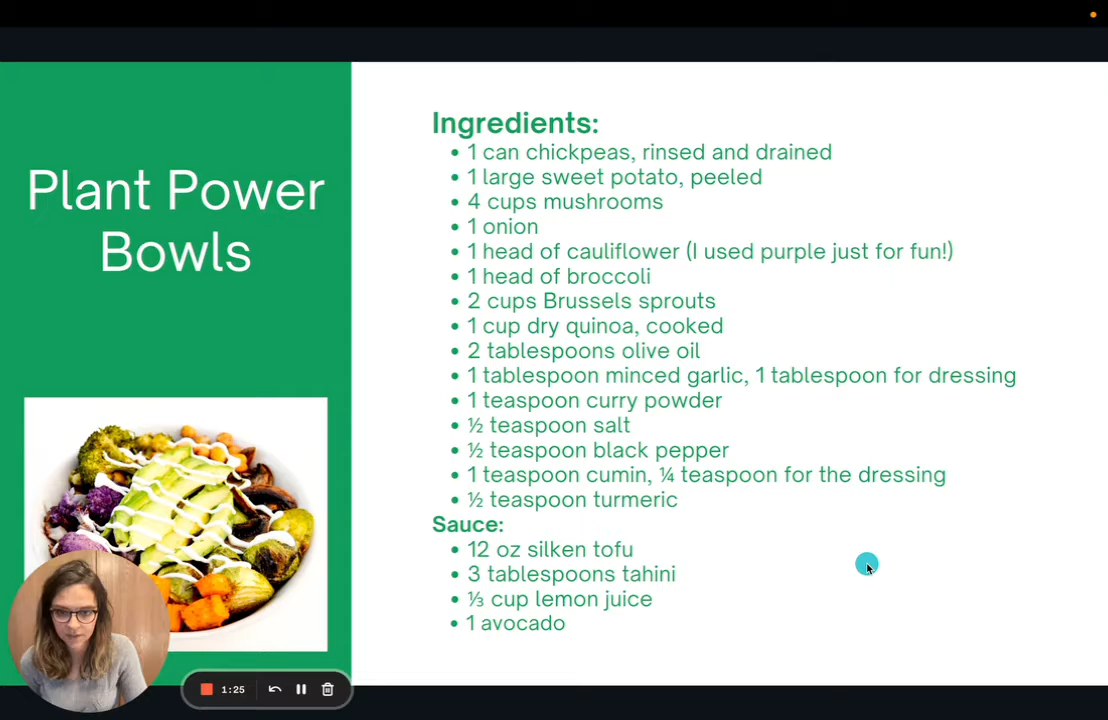 Plant Power
Bowls
Ingredients:
• 1 can chickpeas, rinsed and drained
• 1 large sweet potato, peeled
• 4 cups mushrooms
• 1 onion
• 1 head of cauliflower (I used purple just for fun!)
• 1 head of broccoli
• 2 cups Brussels sprouts
• 1 cup dry quinoa, cooked
• 2 tablespoons olive oil
• 1 tablespoon minced garlic, 1 tablespoon for dressing
• 1 teaspoon curry powder
• ½ teaspoon salt
• ½ teaspoon black pepper
• 1 teaspoon cumin, ¼ teaspoon for the dressing
• ½ teaspoon turmeric
Sauce:
• 12 oz silken tofu
• 3 tablespoons tahini
• ⅓ cup lemon juice
• 1 avocado
1:25